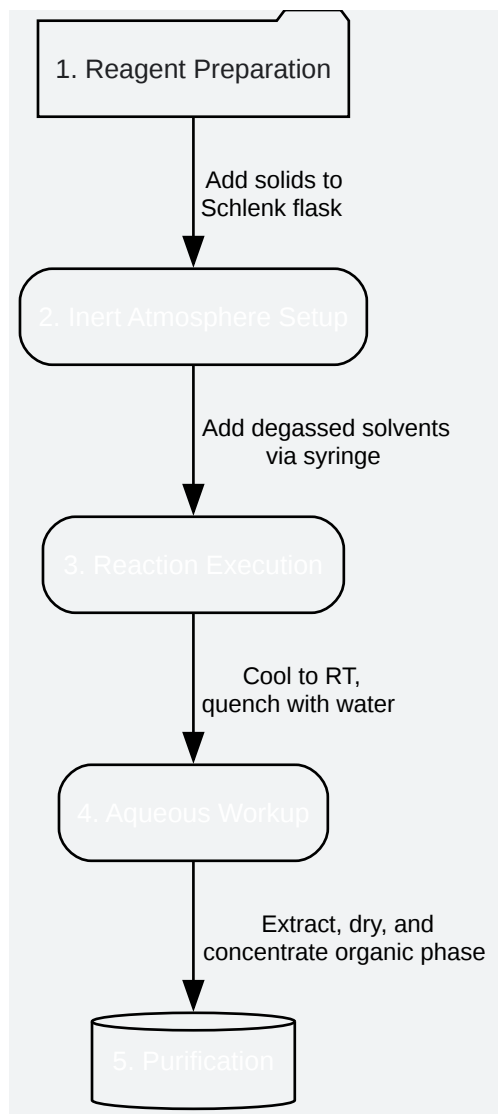 1. Reagent Preparation
Add solids to
Schlenk flask
2. Inert Atmosphere Setup
Add degassed solvents
via syringe
3. Reaction Execution
Cool to RT,
quench with water
4. Aqueous Workup
Extract, dry, and
concentrate organic phase
5. Purification